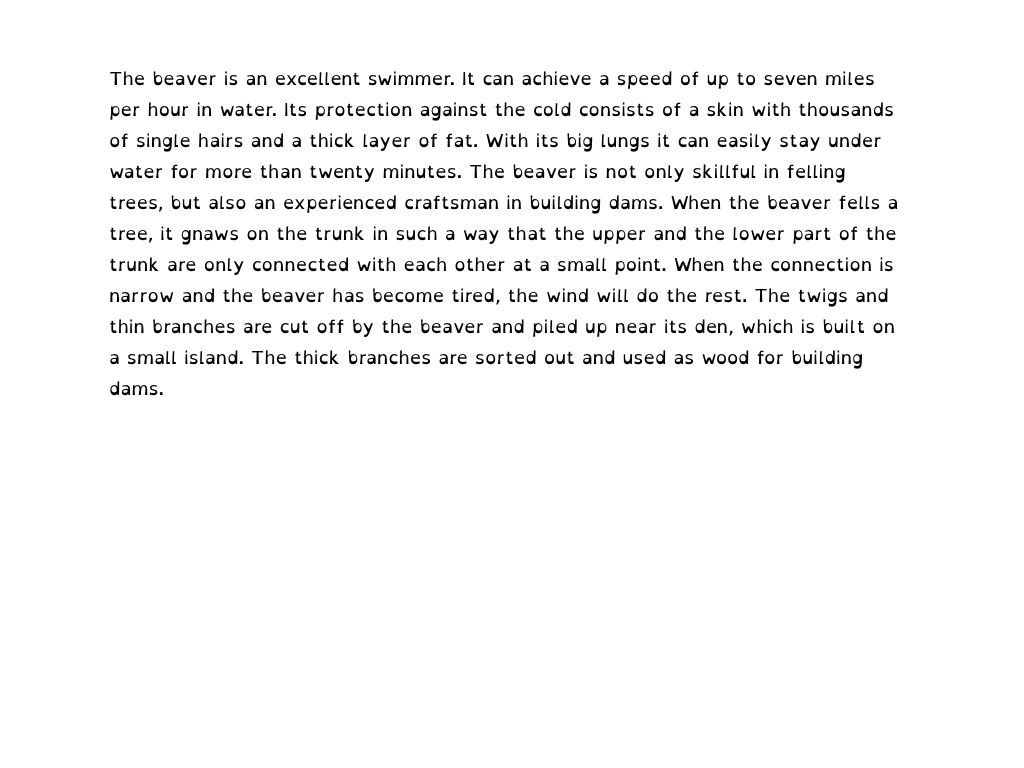 The beaver is an excellent swimmer. It can achieve a speed of up to seven miles
per hour in water. Its protection against the cold consists of a skin with thousands
of single hairs and a thick layer of fat. With its big lungs it can easily stay under
water for more than twenty minutes. The beaver is not only skillful in felling
trees, but also an experienced craftsman in building dams. When the beaver fells a
tree, it gnaws on the trunk in such a way that the upper and the lower part of the
trunk are only connected with each other at a small point. When the connection is
narrow and the beaver has become tired, the wind will do the rest. The twigs and
thin branches are cut off by the beaver and piled up near its den, which is built on
a small island. The thick branches are sorted out and used as wood for building
dams.